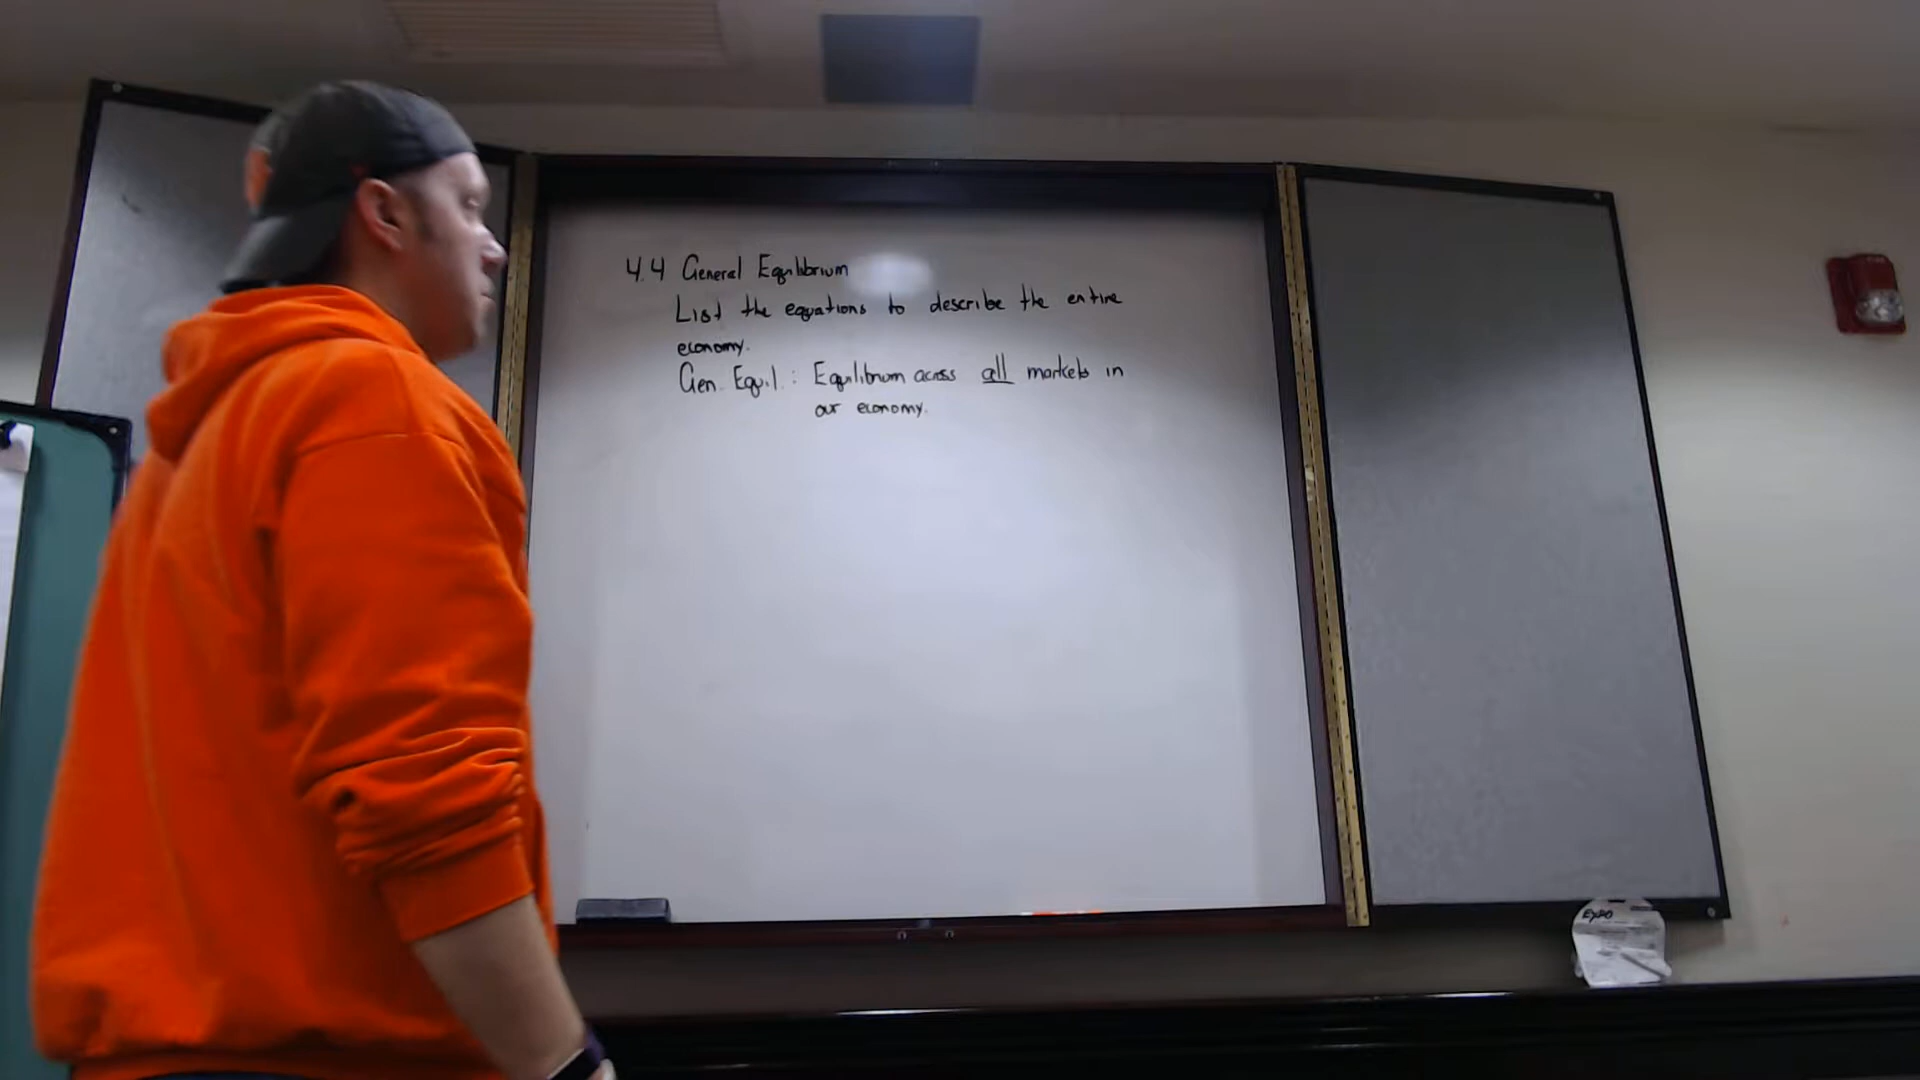 4.4 General Equilibrium
List the equations to describe the entire
economy.
Gen. Equil.: Equilibrium across all markets in
our economy.
EXPO